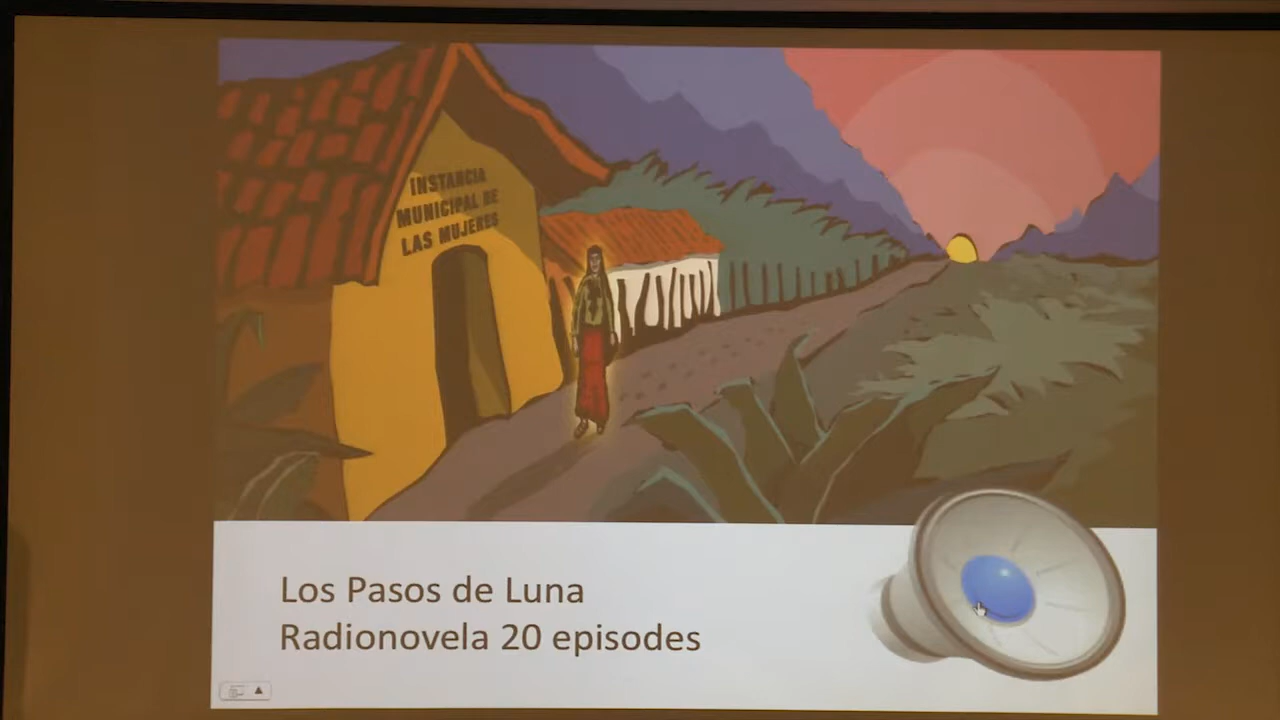 INSTANCIA
MUNICIPAL DE
LAS MUJERES
Los Pasos de Luna
Radionovela 20 episodes